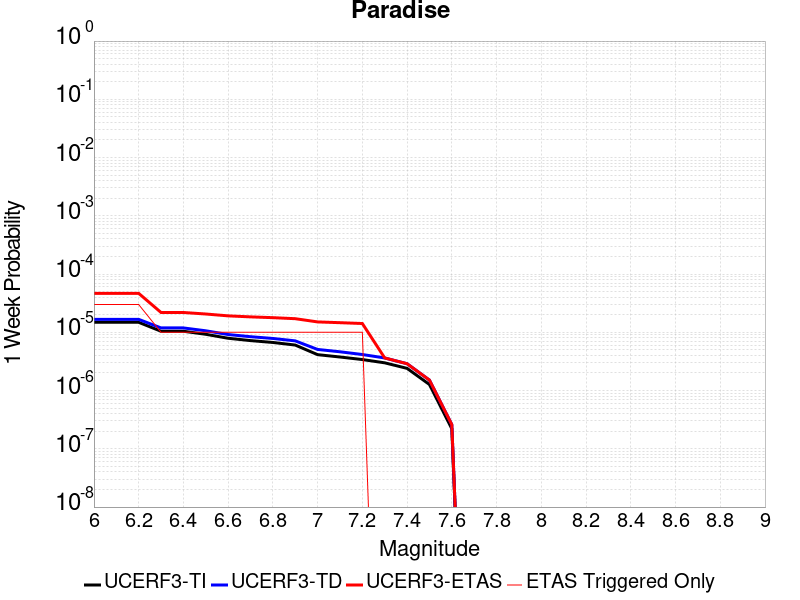 Paradise
10^0
10^-1
10^-2
10^-3
10^-4
10^-5
10^-6
10^-7
10^-8
1 Week Probability
6 6.2 6.4 6.6 6.8 7 7.2 7.4 7.6 7.8 8 8.2 8.4 8.6 8.8 9
Magnitude
UCERF3-TI UCERF3-TD UCERF3-ETAS ETAS Triggered Only